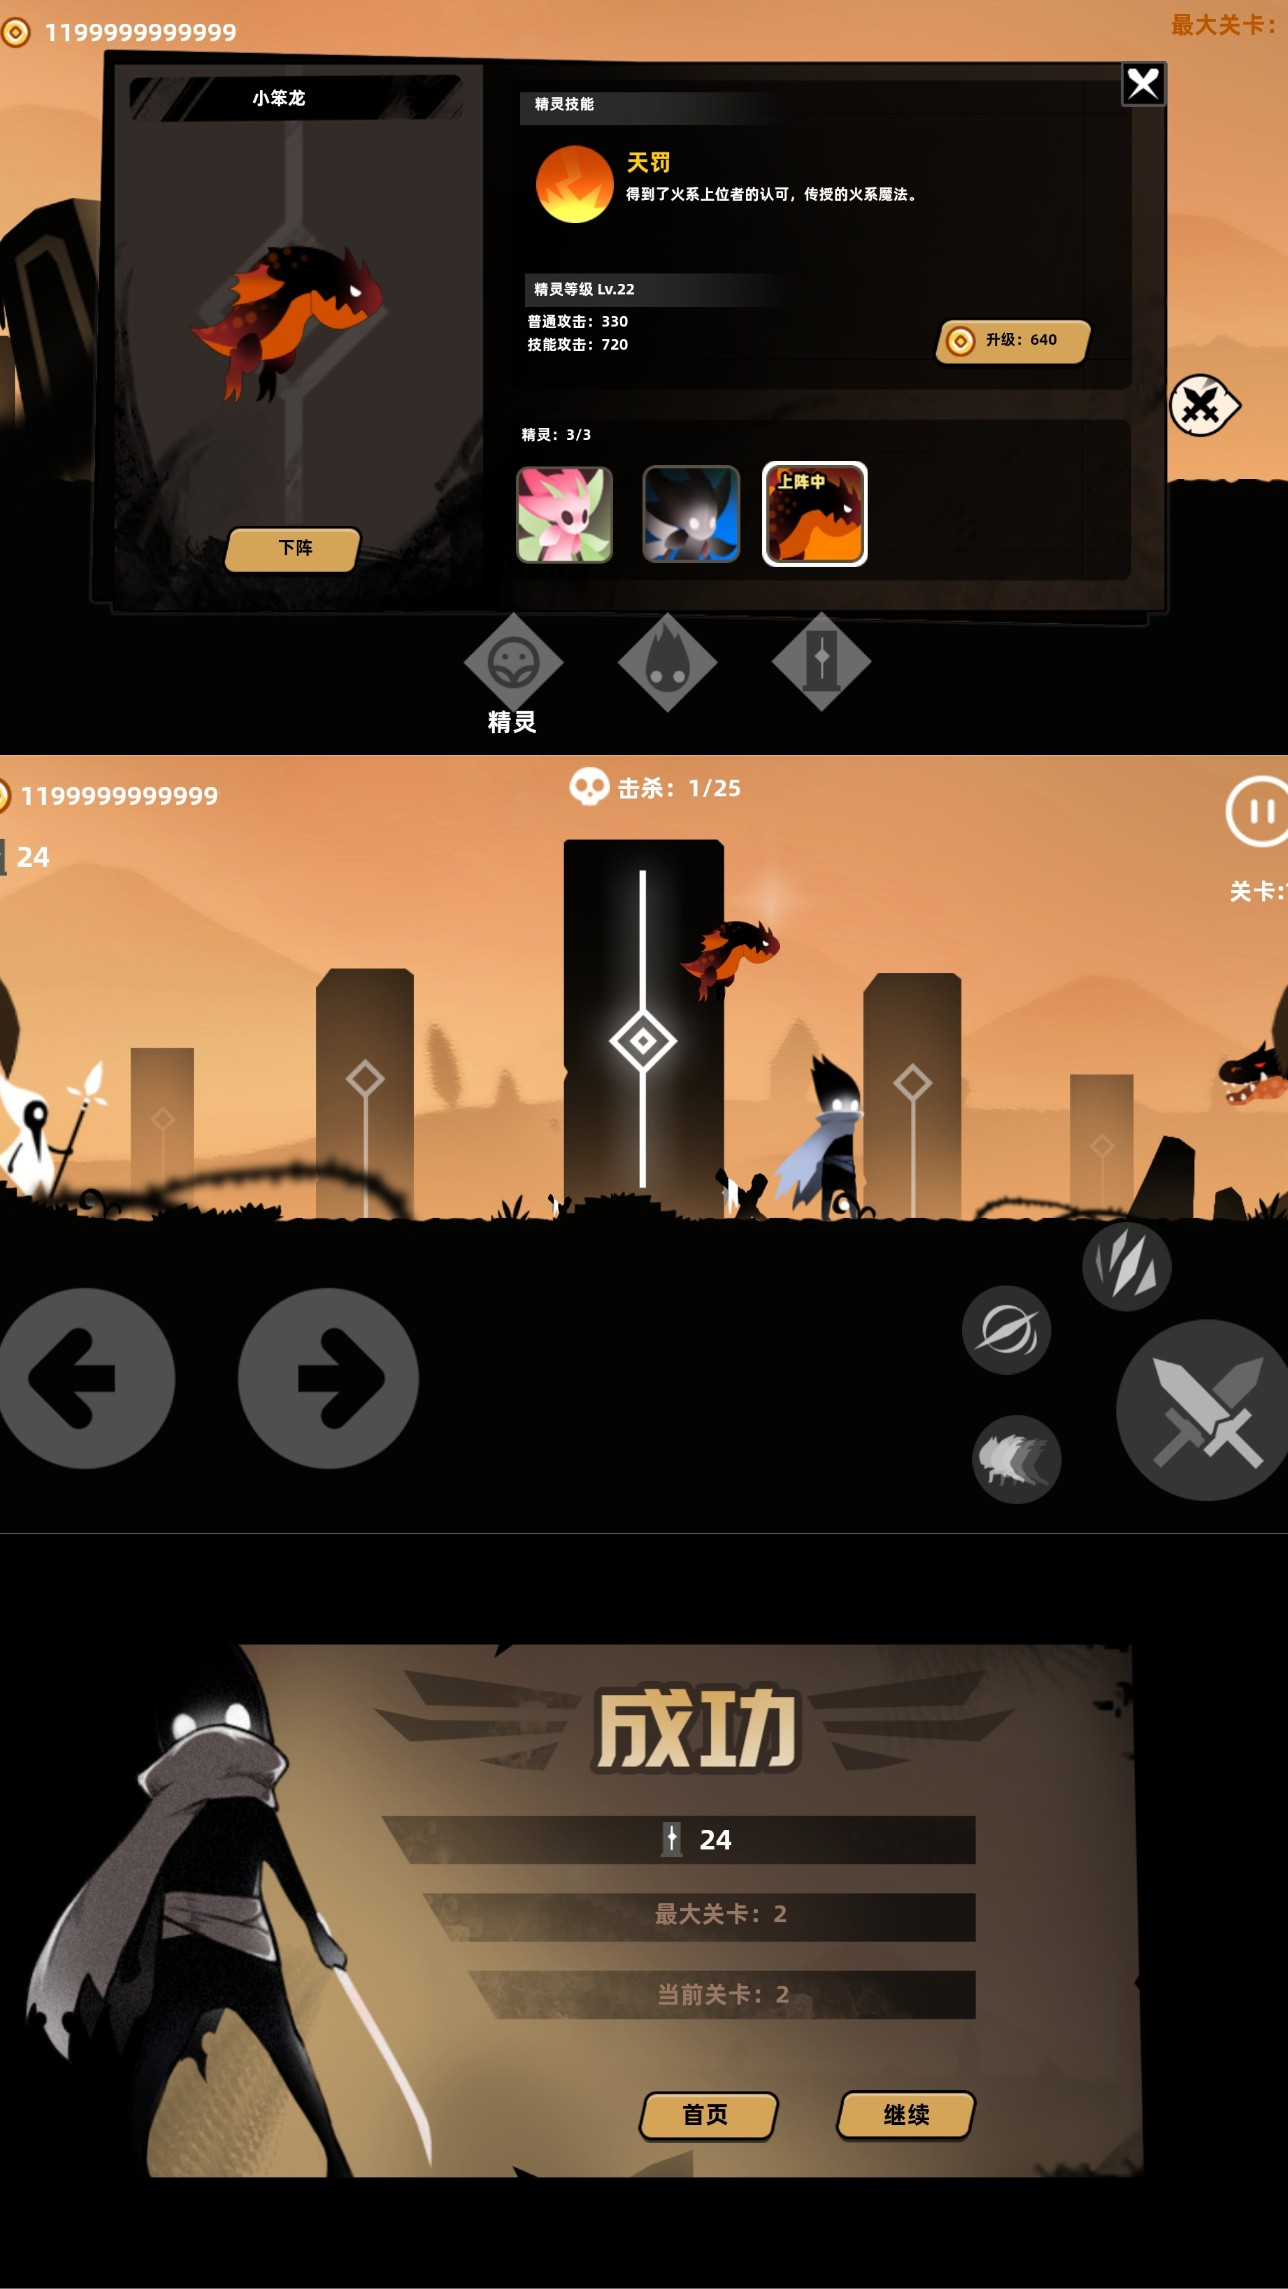 1199999999999
最大关卡：
小笨龙
精灵技能
天罚
得到了火系上位者的认可，传授的火系魔法。
精灵等级 Lv.22
普通攻击：330
技能攻击：720
升级：640
精灵：3/3
上阵中
下阵
精灵
1199999999999
击杀：1/25
24
关卡:
成功
24
最大关卡：2
当前关卡：2
首页
继续